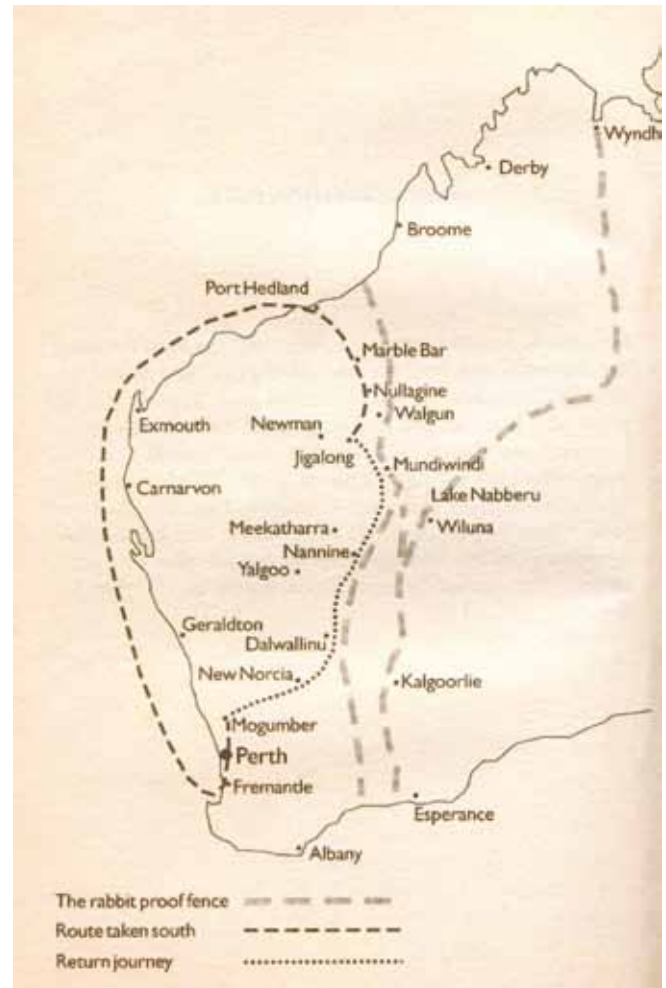 Wyndh
Derby
Broome
Port Hedland
Marble Bar
Nullagine
Walgun
Exmouth
Newman
Jigalong
Mundiwindi
Carnarvon
Lake Nabberu
Wiluna
Meekatharra
Nannine
Yalgoo
Geraldton
Dalwallinu
New Norcia
Kalgoorlie
Mogumber
Perth
Fremantle
Esperance
Albany
The rabbit proof fence
Route taken south
Return journey